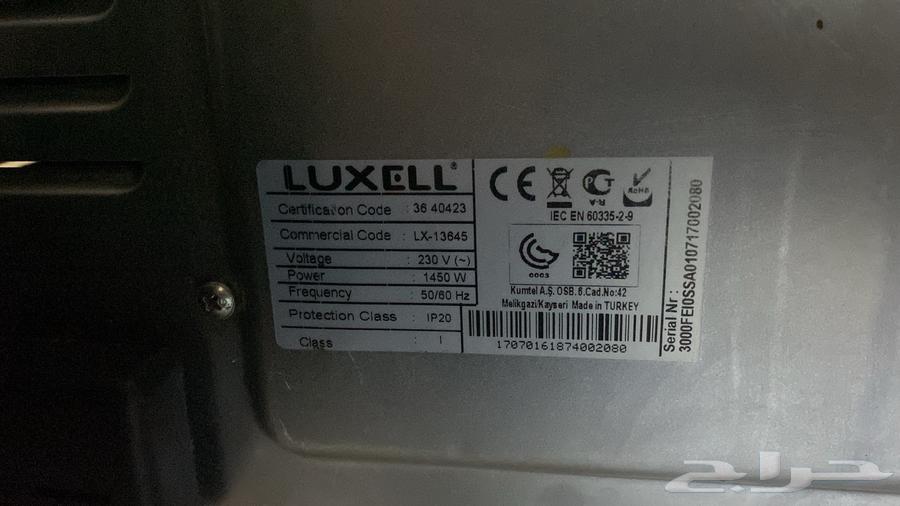 LUXELL®
Certification Code : 36 40423
Commercial Code : LX-13645
Voltage : 230 V (~)
Power : 1450 W
Frequency : 50/60 Hz
Protection Class : IP20
Class : I
CE
RoHS
IEC EN 60335-2-9
Kumtel A.Ş. OSB.6.Cad.No:42
Melikgazi/Kayseri Made in TURKEY
17070161874002080
Serial Nr :
3000FEI0SSA010717002080
حراج